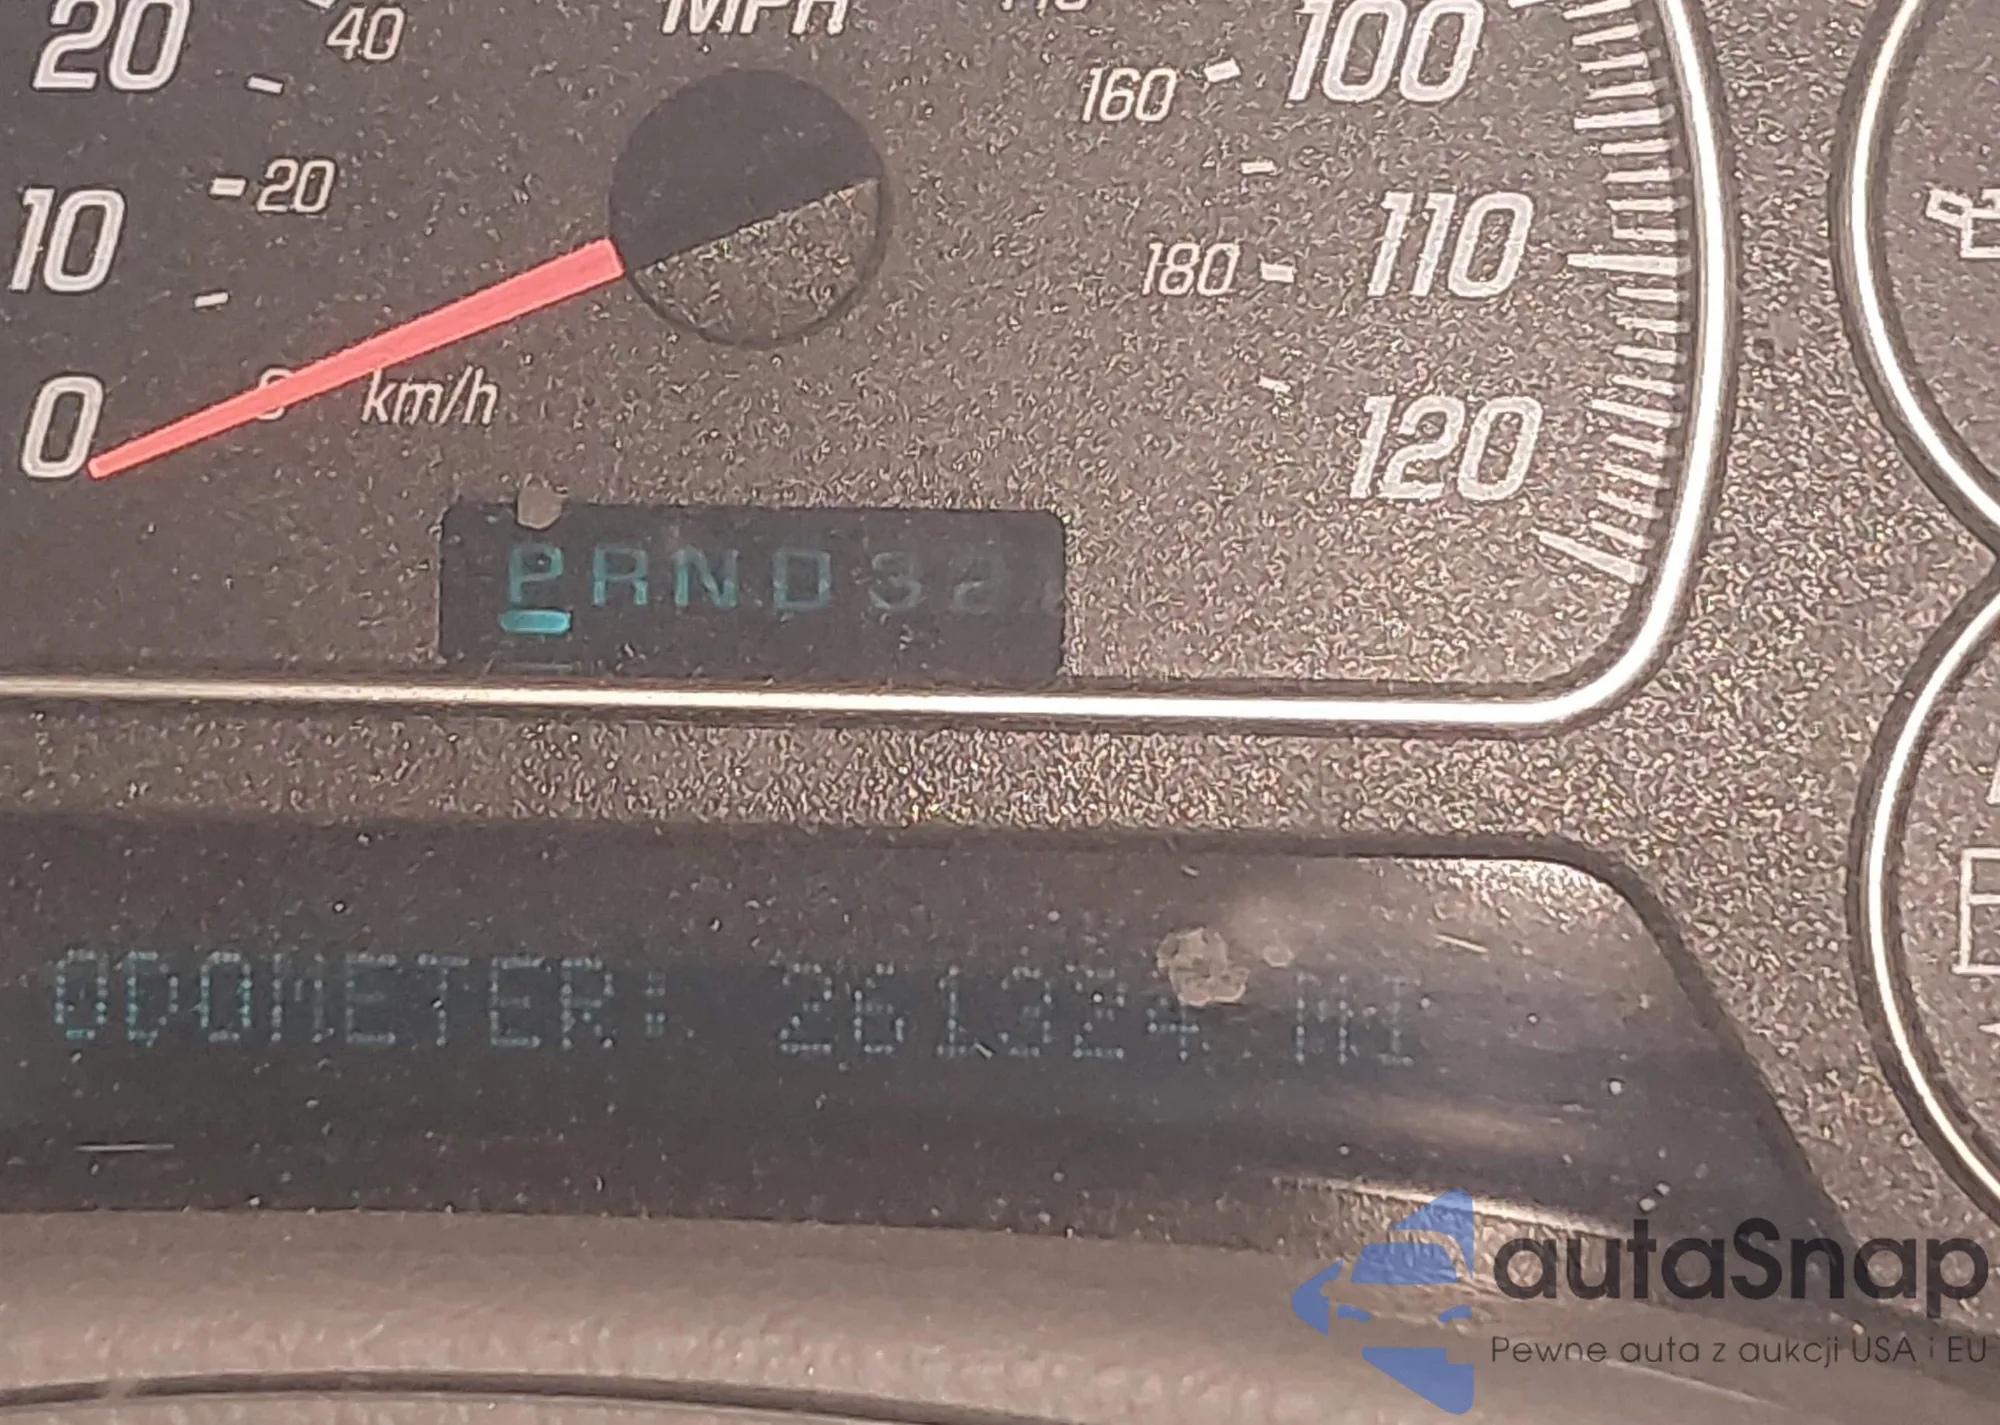 MPH
20
40
100
160
10
20
110
180
0
km/h
120
PRND32
ODOMETER: 261324 MI
autaSnap
Pewne auta z aukcji USA i EU